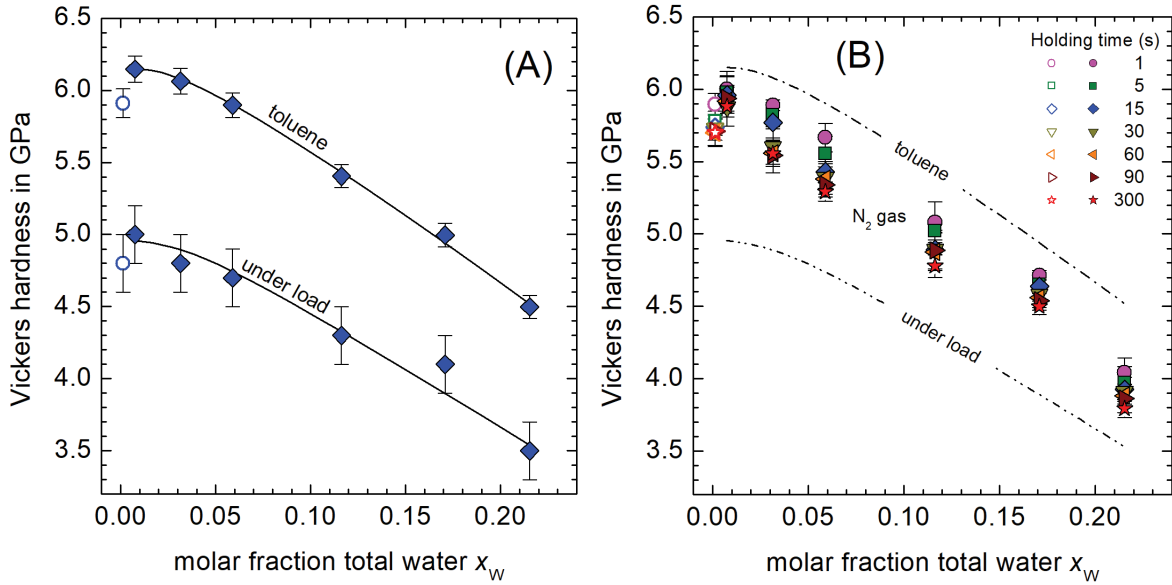 (A)
6.5
6.0
5.5
5.0
4.5
4.0
3.5
Vickers hardness in GPa
toluene
under load
0.00 0.05 0.10 0.15 0.20
molar fraction total water xW
(B)
Holding time (s)
1
5
15
30
60
90
300
6.5
6.0
5.5
5.0
4.5
4.0
3.5
Vickers hardness in GPa
toluene
N2 gas
under load
0.00 0.05 0.10 0.15 0.20
molar fraction total water xW